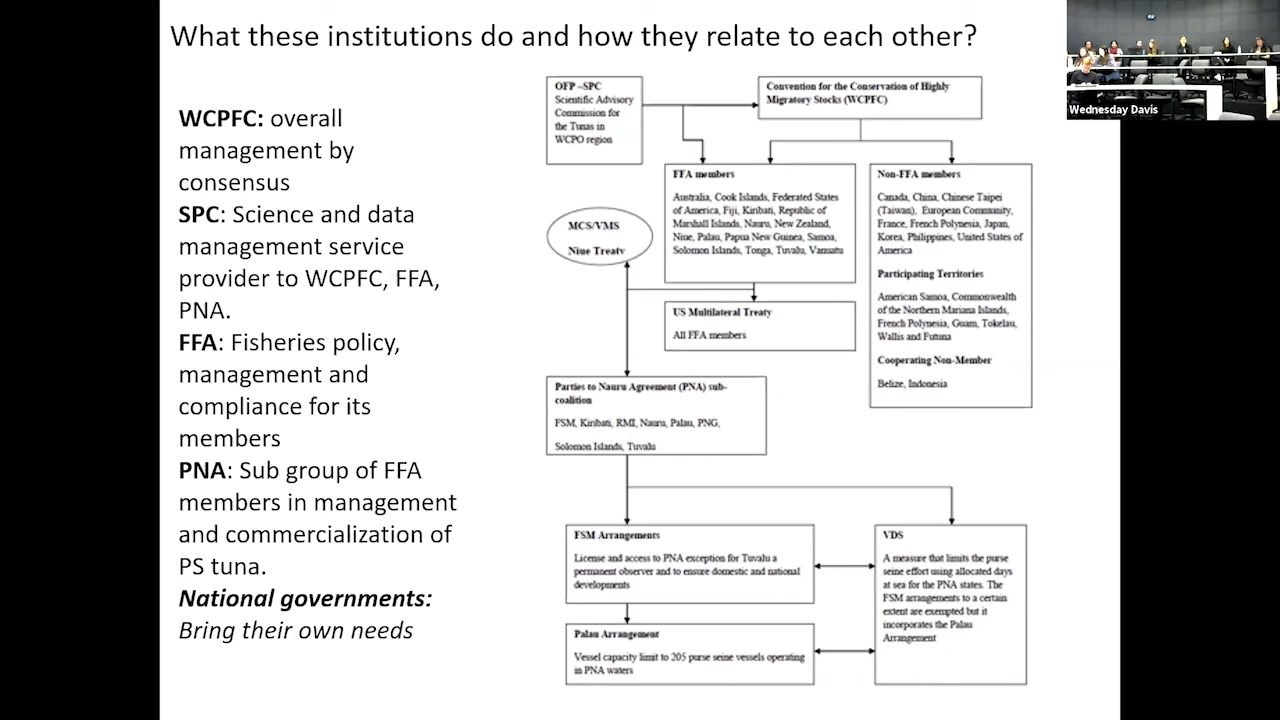 What these institutions do and how they relate to each other?
WCPFC: overall
management by
consensus
SPC: Science and data
management service
provider to WCPFC, FFA,
PNA.
FFA: Fisheries policy,
management and
compliance for its
members
PNA: Sub group of FFA
members in management
and commercialization of
PS tuna.
National governments:
Bring their own needs
OFP –SPC
Scientific Advisory
Commission for
the Tunas in
WCPO region
Convention for the Conservation of Highly
Migratory Stocks (WCPFC)
FFA members
Australia, Cook Islands, Federated States
of America, Fiji, Kiribati, Republic of
Marshall Islands, Nauru, New Zealand,
Niue, Palau, Papua New Guinea, Samoa,
Solomon Islands, Tonga, Tuvalu, Vanuatu
Non-FFA members
Canada, China, Chinese Taipei
(Taiwan), European Community,
France, French Polynesia, Japan,
Korea, Philippines, United States of
America
Participating Territories
American Samoa, Commonwealth
of the Northern Mariana Islands,
French Polynesia, Guam, Tokelau,
Wallis and Futuna
Cooperating Non-Member
Belize, Indonesia
MCS/VMS
Niue Treaty
US Multilateral Treaty
All FFA members
Parties to Nauru Agreement (PNA) sub-
coalition
FSM, Kiribati, RMI, Nauru, Palau, PNG,
Solomon Islands, Tuvalu
FSM Arrangements
License and access to PNA exception for Tuvalu a
permanent observer and to ensure domestic and national
developments
VDS
A measure that limits the purse
seine effort using allocated days
at sea for the PNA states. The
FSM arrangements to a certain
extent are exempted but it
incorporates the Palau
Arrangement
Palau Arrangement
Vessel capacity limit to 205 purse seine vessels operating
in PNA waters
Wednesday Davis